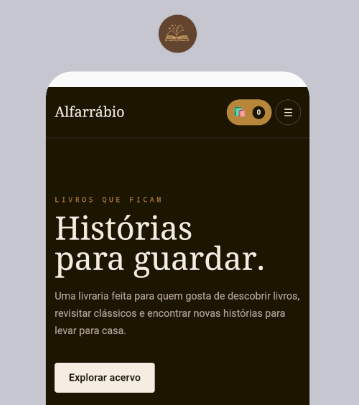 Alfarrábio
0
LIVROS QUE FICAM
Histórias
para guardar.
Uma livraria feita para quem gosta de descobrir livros,
revisitar clássicos e encontrar novas histórias para
levar para casa.
Explorar acervo